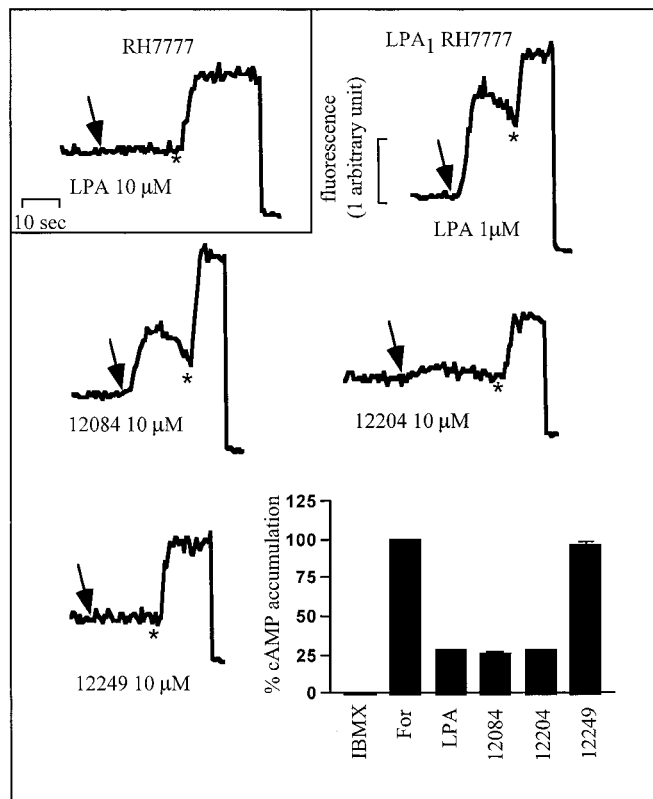 RH7777
*
LPA 10 μM
10 sec
LPA1 RH7777
*
fluorescence
(1 arbitrary unit)
LPA 1μM
*
12084 10 μM
*
12204 10 μM
*
12249 10 μM
% cAMP accumulation
125
100
75
50
25
0
IBMX
For
LPA
12084
12204
12249